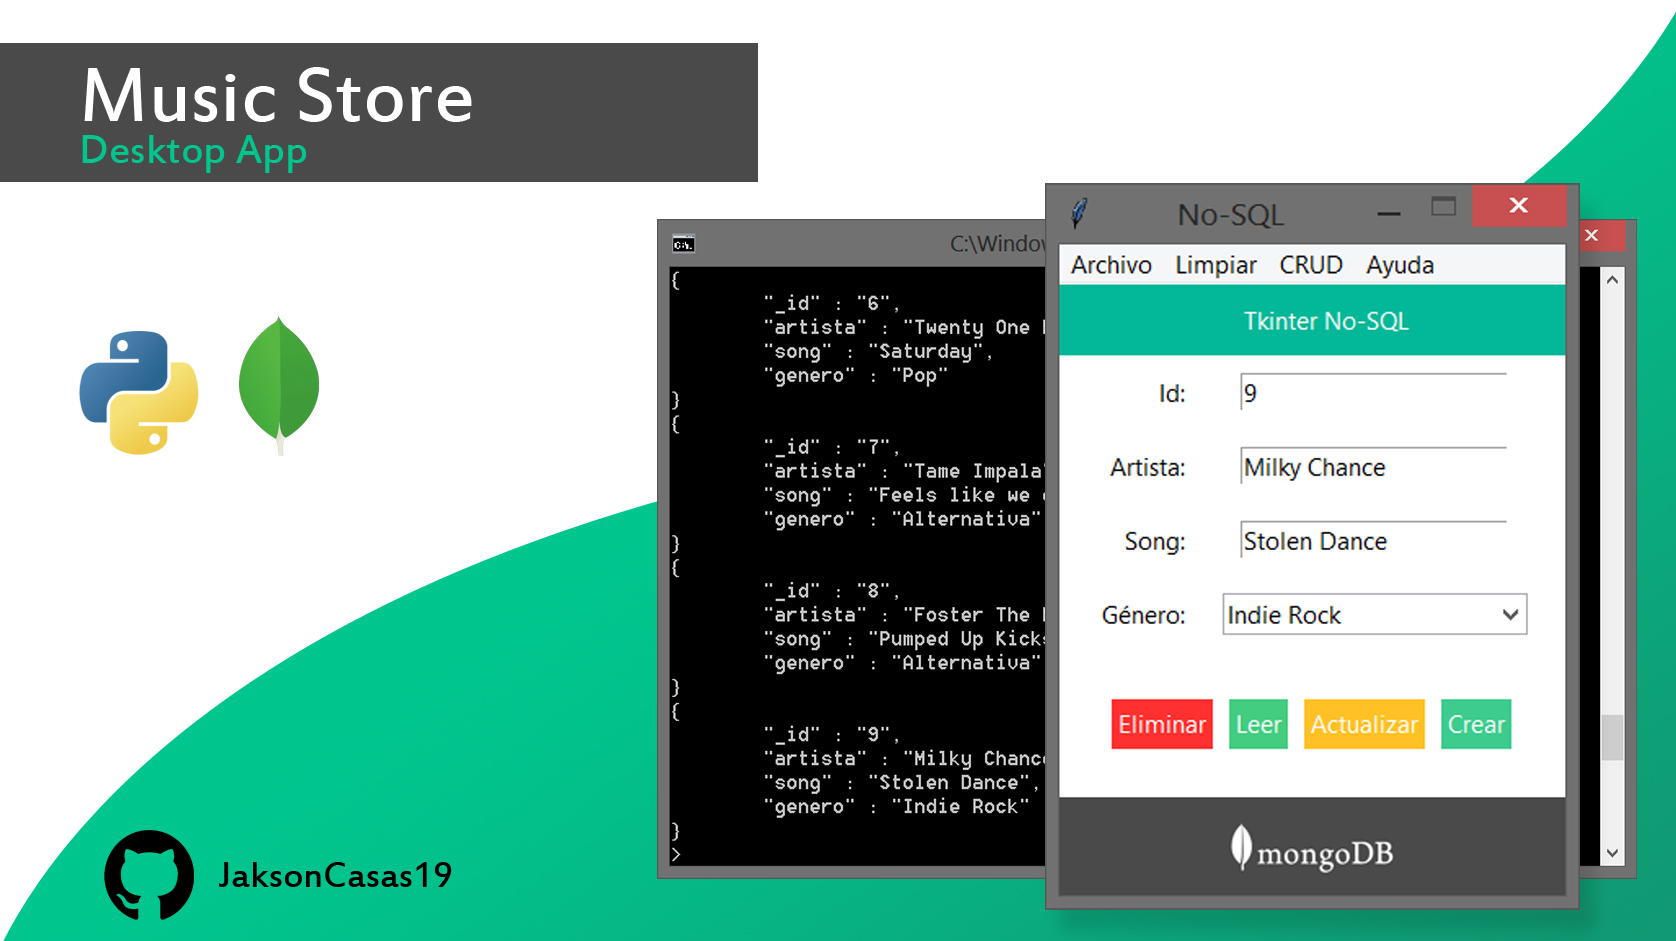 Music Store
Desktop App
C:\Window
{
"_id" : "6",
"artista" : "Twenty One
"song" : "Saturday",
"genero" : "Pop"
}
{
"_id" : "7",
"artista" : "Tame Impala"
"song" : "Feels like we
"genero" : "Alternativa"
}
{
"_id" : "8",
"artista" : "Foster The
"song" : "Pumped Up Kicks
"genero" : "Alternativa"
}
{
"_id" : "9",
"artista" : "Milky Chance
"song" : "Stolen Dance",
"genero" : "Indie Rock"
}
>
No-SQL
Archivo Limpiar CRUD Ayuda
Tkinter No-SQL
Id: 9
Artista: Milky Chance
Song: Stolen Dance
Género: Indie Rock
Eliminar Leer Actualizar Crear
mongoDB
JaksonCasas19